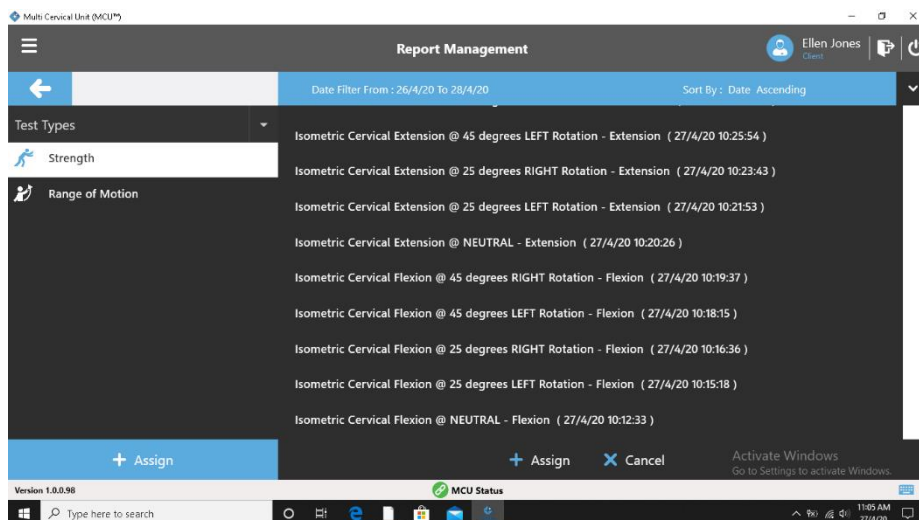 Multi Cervical Unit (MCU™)
Report Management
Ellen Jones
Client
Date Filter From : 26/4/20 To 28/4/20
Sort By : Date Ascending
Test Types
Strength
Range of Motion
Isometric Cervical Extension @ 45 degrees LEFT Rotation - Extension ( 27/4/20 10:25:54 )
Isometric Cervical Extension @ 25 degrees RIGHT Rotation - Extension ( 27/4/20 10:23:43 )
Isometric Cervical Extension @ 25 degrees LEFT Rotation - Extension ( 27/4/20 10:21:53 )
Isometric Cervical Extension @ NEUTRAL - Extension ( 27/4/20 10:20:26 )
Isometric Cervical Flexion @ 45 degrees RIGHT Rotation - Flexion ( 27/4/20 10:19:37 )
Isometric Cervical Flexion @ 45 degrees LEFT Rotation - Flexion ( 27/4/20 10:18:15 )
Isometric Cervical Flexion @ 25 degrees RIGHT Rotation - Flexion ( 27/4/20 10:16:36 )
Isometric Cervical Flexion @ 25 degrees LEFT Rotation - Flexion ( 27/4/20 10:15:18 )
Isometric Cervical Flexion @ NEUTRAL - Flexion ( 27/4/20 10:12:33 )
+ Assign
+ Assign
Cancel
Activate Windows
Go to Settings to activate Windows.
Version 1.0.0.98
MCU Status
Type here to search
11:05 AM
27/4/20